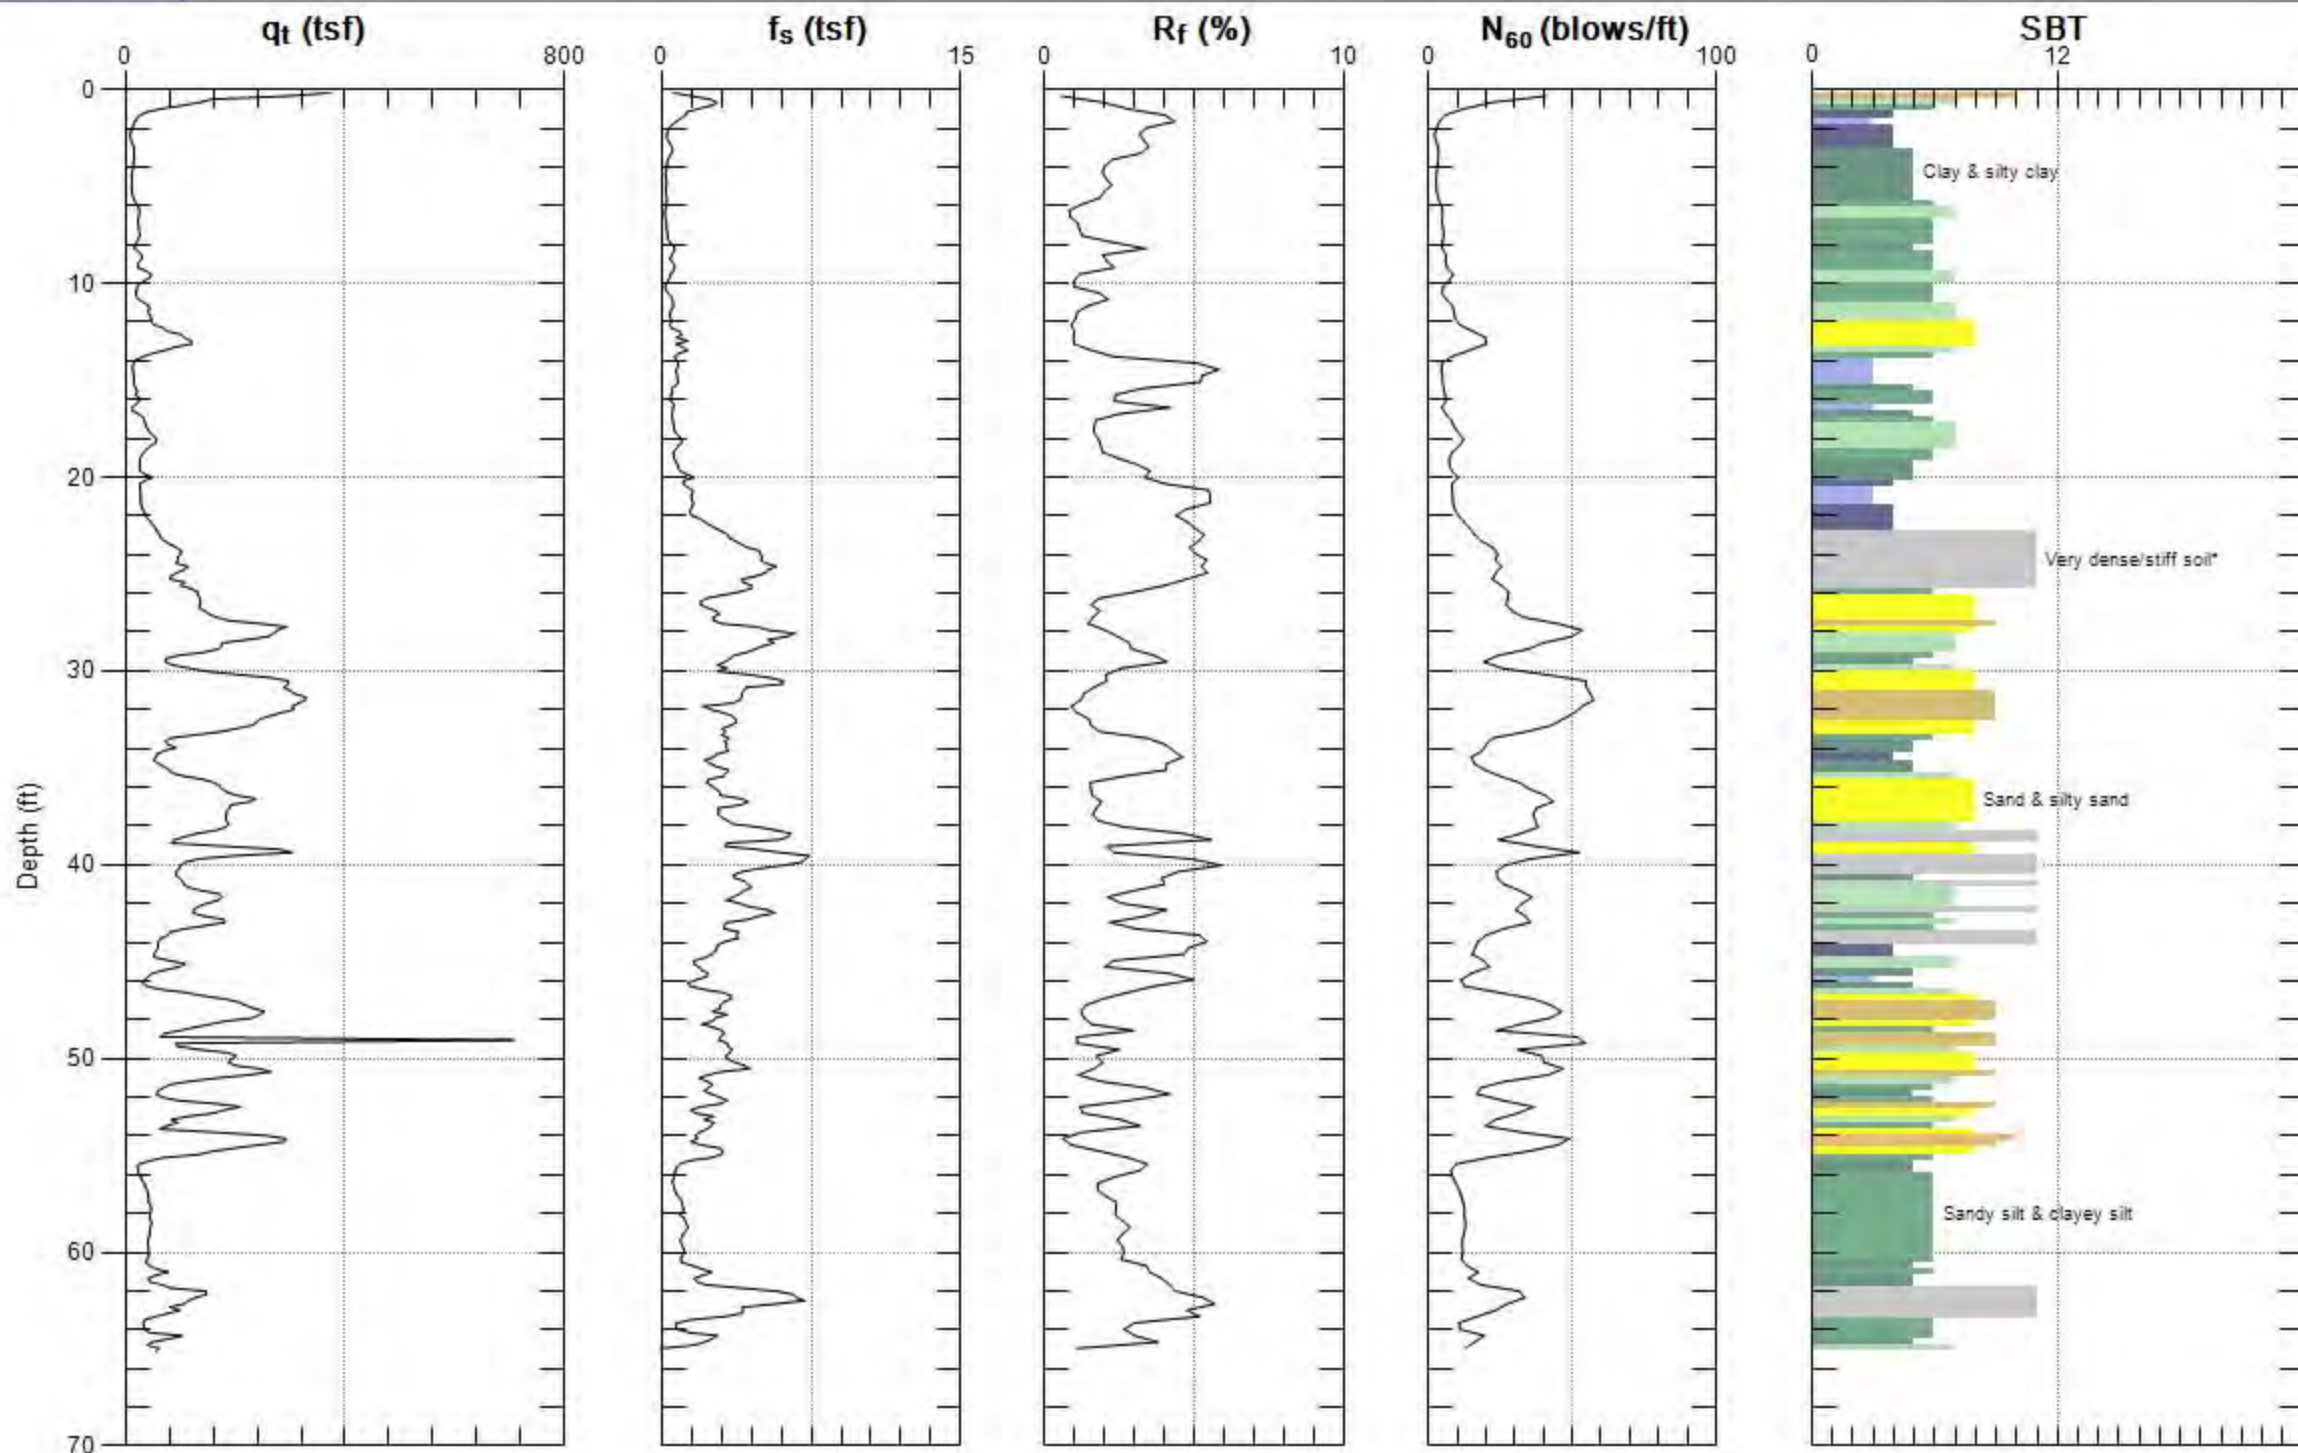 qt (tsf) fs (tsf) Rf (%) N60 (blows/ft) SBT
0 800 0 15 0 10 0 100 0 12
0
Clay & silty clay
10
20
Very dense/stiff soil*
30
Sand & silty sand
Depth (ft)
40
50
Sandy silt & clayey silt
60
70